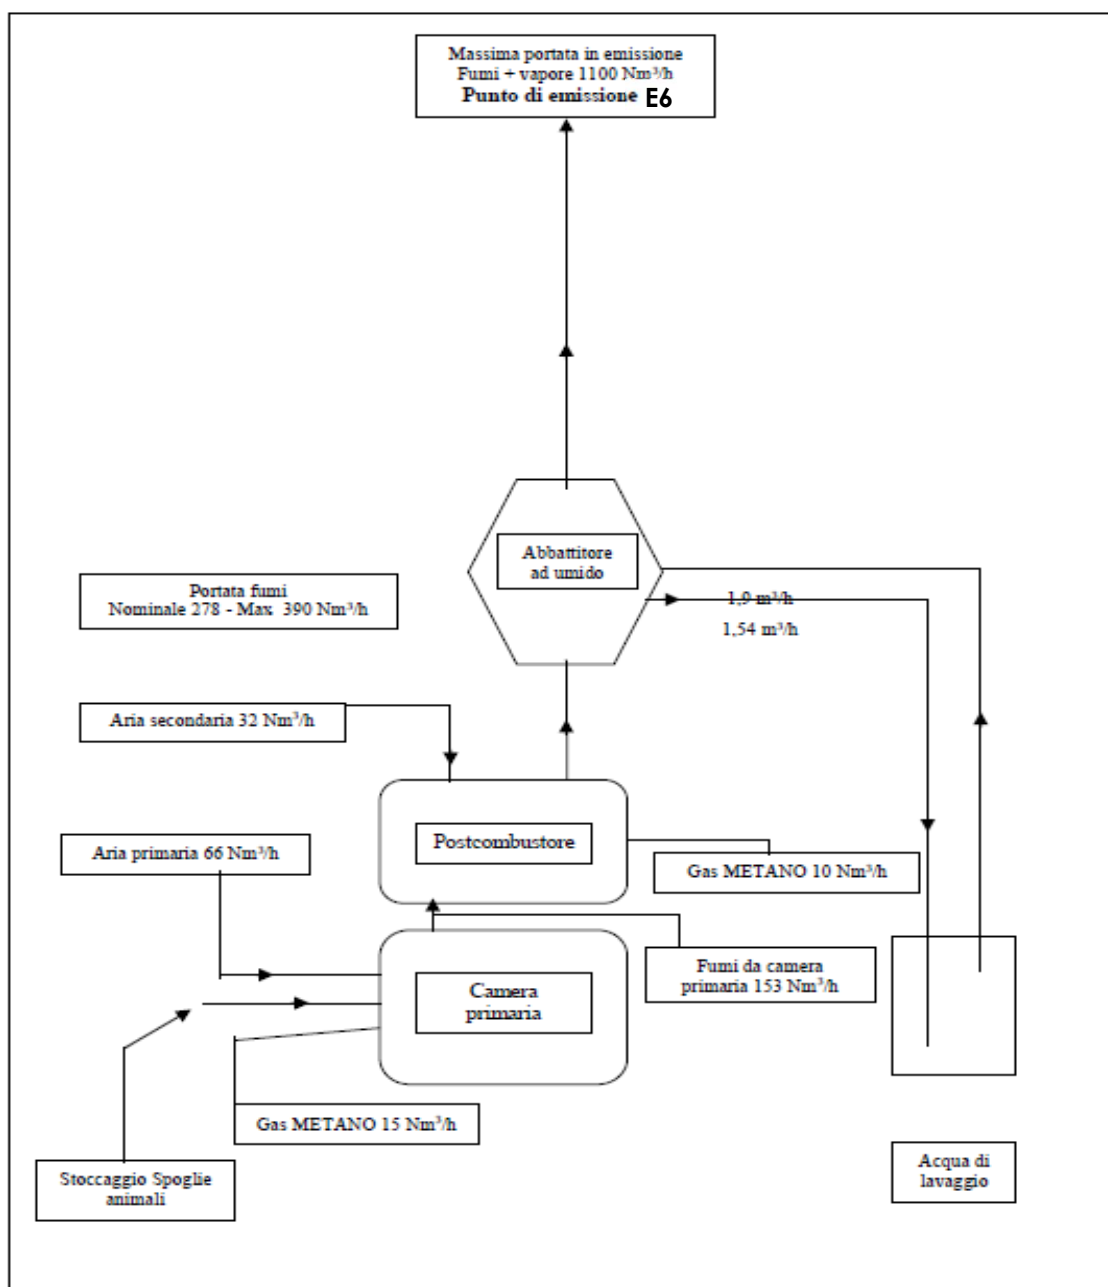 Massima portata in emissione
Fumi + vapore 1100 Nm³/h
Punto di emissione E6
Abbattitore
ad umido
Portata fumi
Nominale 278 - Max 390 Nm³/h
1,9 m³/h
1,54 m³/h
Aria secondaria 32 Nm³/h
Postcombustore
Aria primaria 66 Nm³/h
Gas METANO 10 Nm³/h
Fumi da camera
primaria 153 Nm³/h
Camera
primaria
Gas METANO 15 Nm³/h
Stoccaggio Spoglie
animali
Acqua di
lavaggio